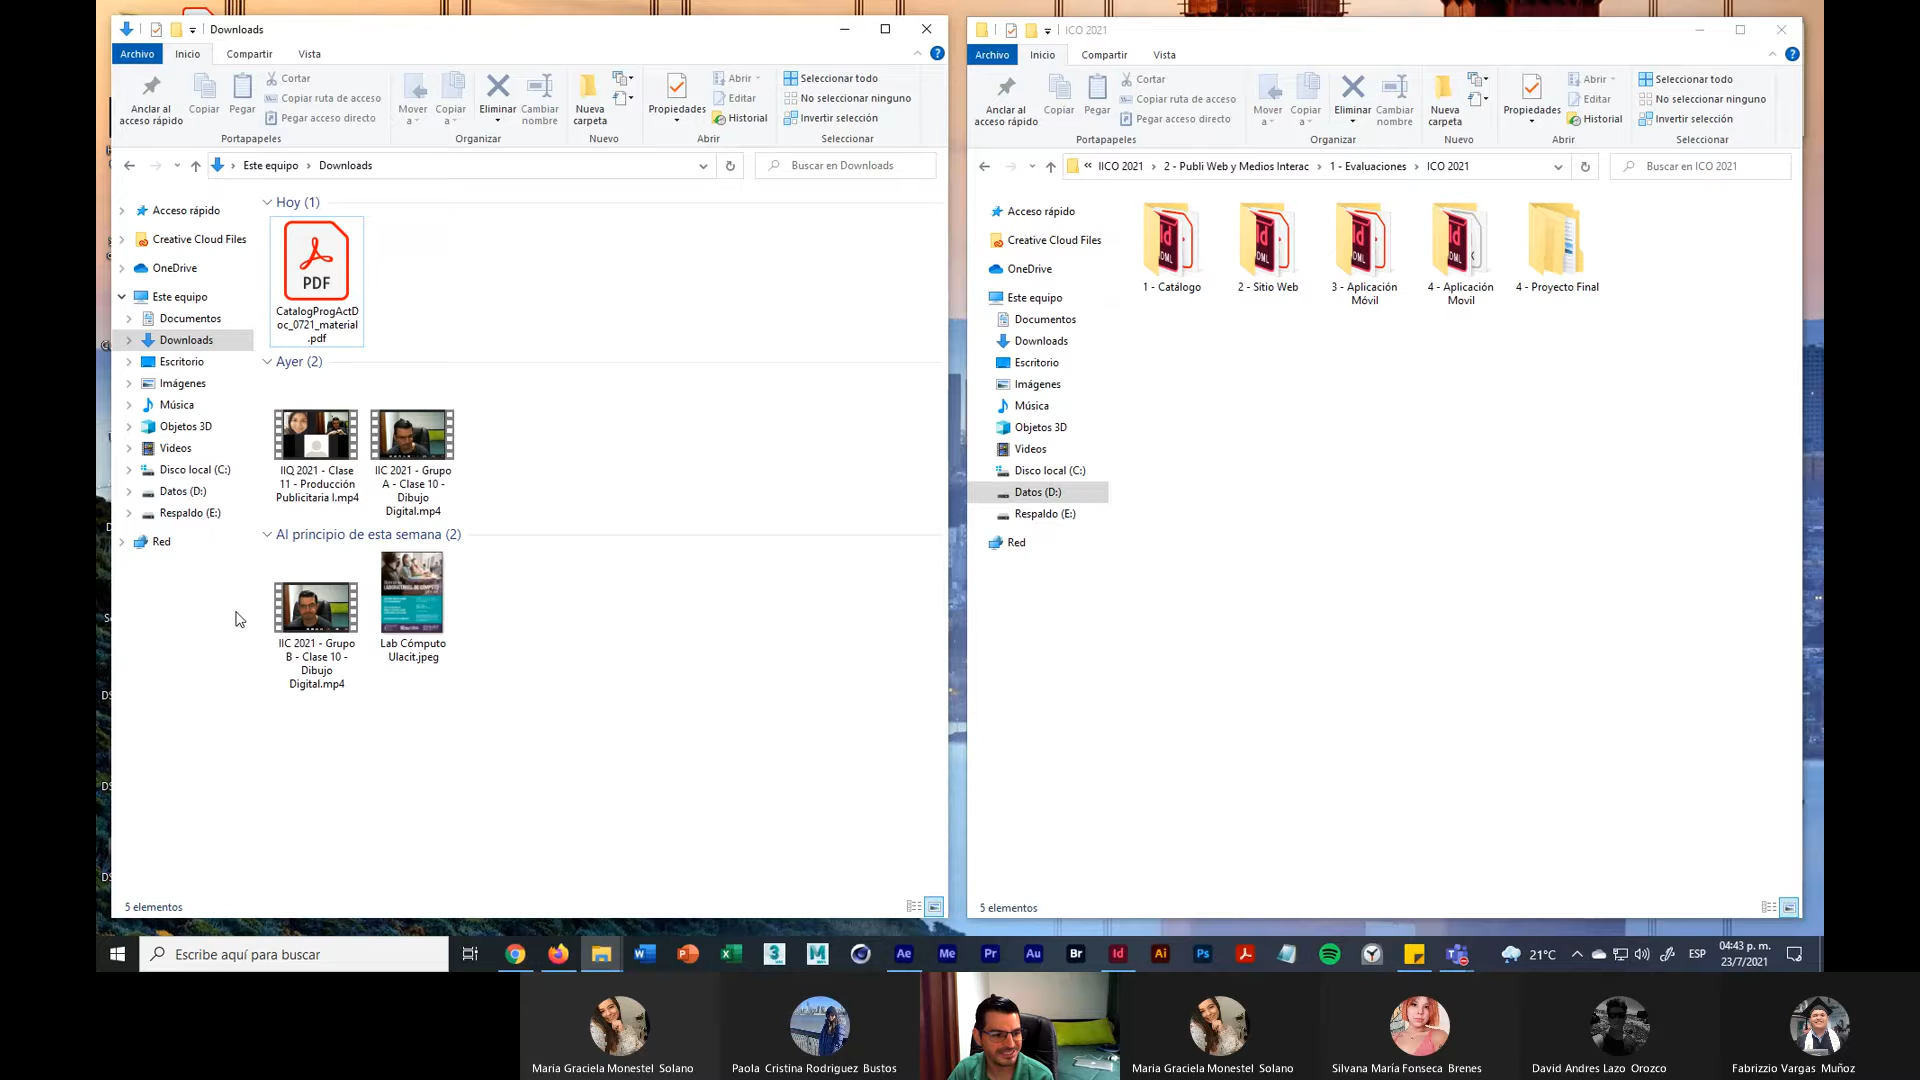 Downloads
Archivo Inicio Compartir Vista
Anclar al acceso rápido
Copiar
Pegar
Cortar
Copiar ruta de acceso
Pegar acceso directo
Portapapeles
Mover a
Copiar a
Eliminar
Cambiar nombre
Organizar
Nueva carpeta
Nuevo
Propiedades
Abrir
Editar
Historial
Abrir
Seleccionar todo
No seleccionar ninguno
Invertir selección
Seleccionar
Este equipo > Downloads
Buscar en Downloads
Acceso rápido
Creative Cloud Files
OneDrive
Este equipo
Documentos
Downloads
Escritorio
Imágenes
Música
Objetos 3D
Videos
Disco local (C:)
Datos (D:)
Respaldo (E:)
Red
Hoy (1)
PDF
CatalogProgActD
oc_0721_material
.pdf
Ayer (2)
IIQ 2021 - Clase
11 - Producción
Publicitaria I.mp4
IIC 2021 - Grupo
A - Clase 10 -
Dibujo
Digital.mp4
Al principio de esta semana (2)
IIC 2021 - Grupo
B - Clase 10 -
Dibujo
Digital.mp4
Lab Cómputo
Ulacit.jpeg
5 elementos
ICO 2021
Archivo Inicio Compartir Vista
Anclar al acceso rápido
Copiar
Pegar
Cortar
Copiar ruta de acceso
Pegar acceso directo
Portapapeles
Mover a
Copiar a
Eliminar
Cambiar nombre
Organizar
Nueva carpeta
Nuevo
Propiedades
Abrir
Editar
Historial
Abrir
Seleccionar todo
No seleccionar ninguno
Invertir selección
Seleccionar
« IICO 2021 > 2 - Publi Web y Medios Interac > 1 - Evaluaciones > ICO 2021
Buscar en ICO 2021
Acceso rápido
Creative Cloud Files
OneDrive
Este equipo
Documentos
Downloads
Escritorio
Imágenes
Música
Objetos 3D
Videos
Disco local (C:)
Datos (D:)
Respaldo (E:)
Red
1 - Catálogo
2 - Sitio Web
3 - Aplicación
Móvil
4 - Aplicación
Movil
4 - Proyecto Final
5 elementos
Escribe aquí para buscar
Ae Me Pr Au Br Id Ai Ps
21°C
ESP
04:43 p. m.
23/7/2021
Maria Graciela Monestel Solano
Paola Cristina Rodriguez Bustos
Maria Graciela Monestel Solano
Silvana María Fonseca Brenes
David Andres Lazo Orozco
Fabrizzio Vargas Muñoz